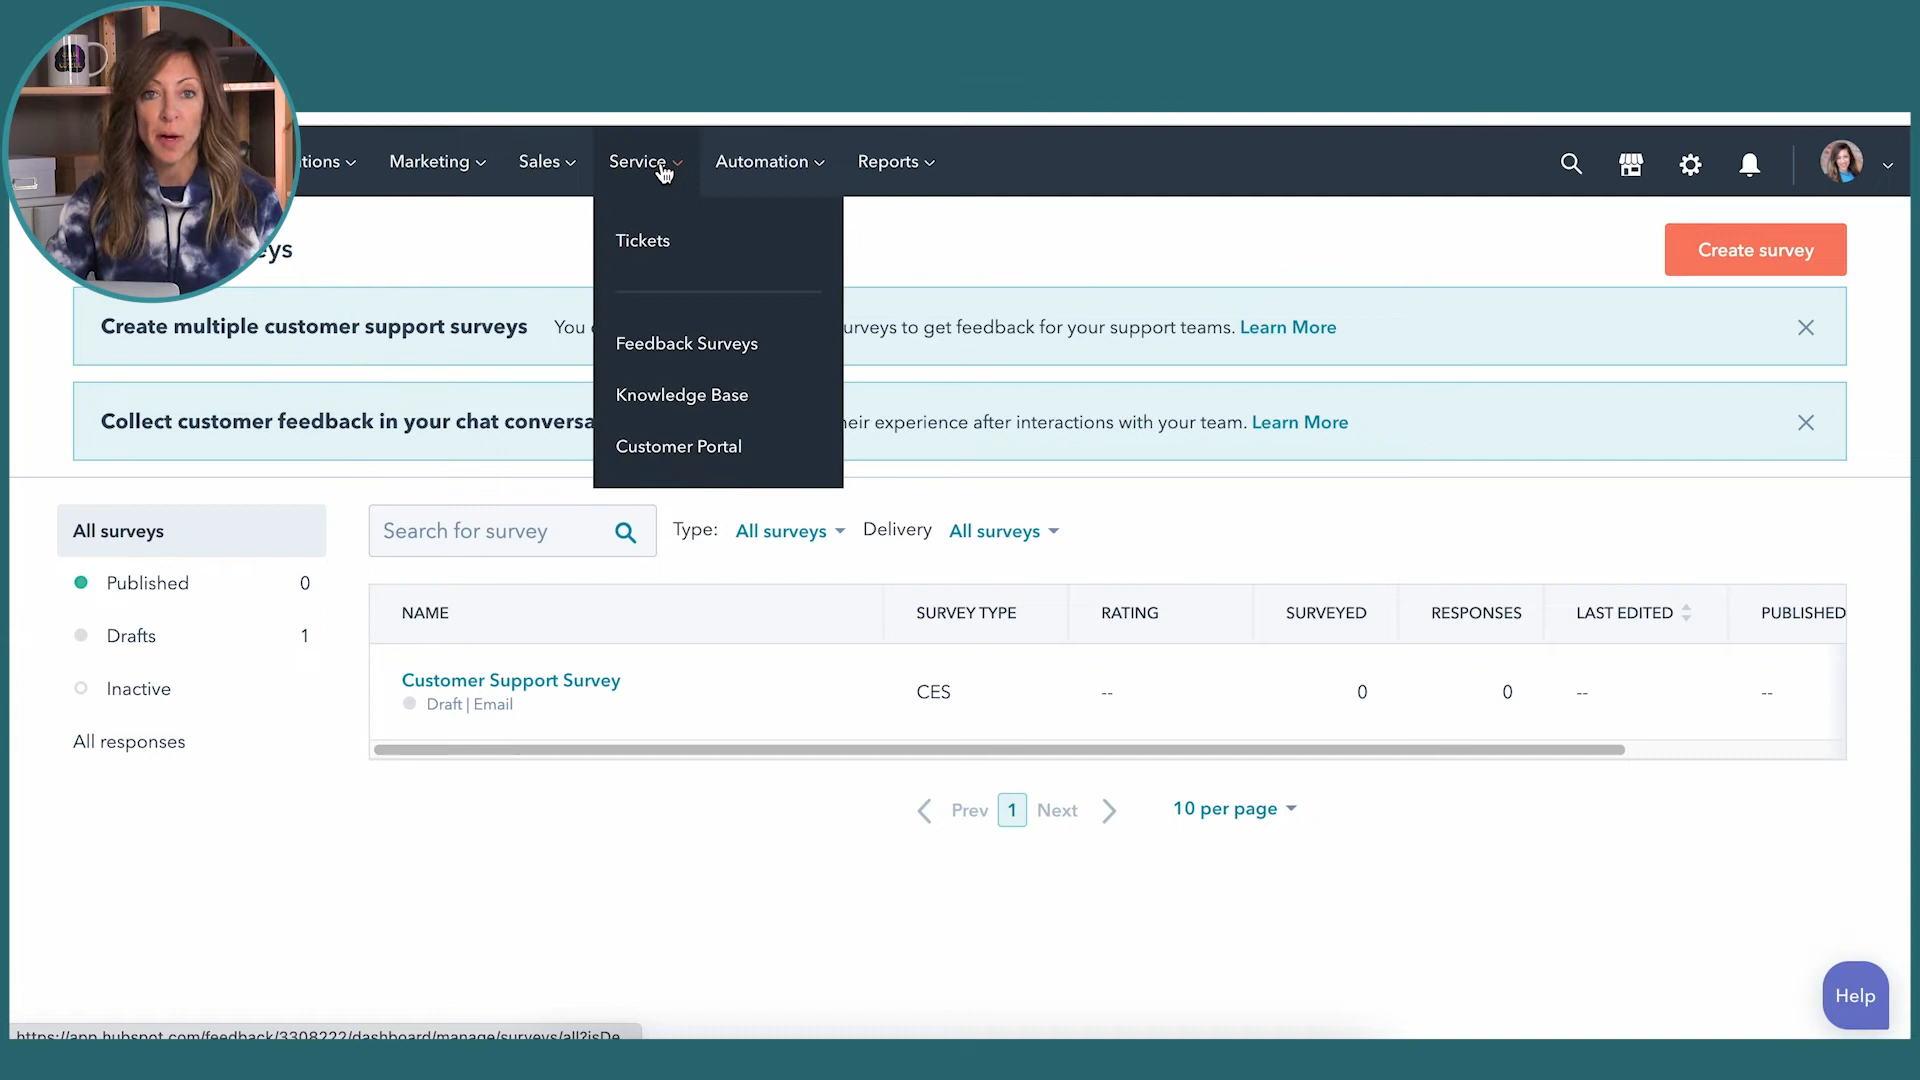 tions Marketing Sales Service Automation Reports
Tickets
Feedback Surveys
Knowledge Base
Customer Portal
eys
Create survey
Create multiple customer support surveys You urveys to get feedback for your support teams. Learn More
Collect customer feedback in your chat conversa heir experience after interactions with your team. Learn More
All surveys
Published 0
Drafts 1
Inactive
All responses
Search for survey Type: All surveys Delivery All surveys
NAME SURVEY TYPE RATING SURVEYED RESPONSES LAST EDITED PUBLISHED
Customer Support Survey CES -- 0 0 -- --
Draft | Email
Prev 1 Next 10 per page
Help
https://app.hubspot.com/feedback/3308222/dashboard/manage/surveys/all?isDe